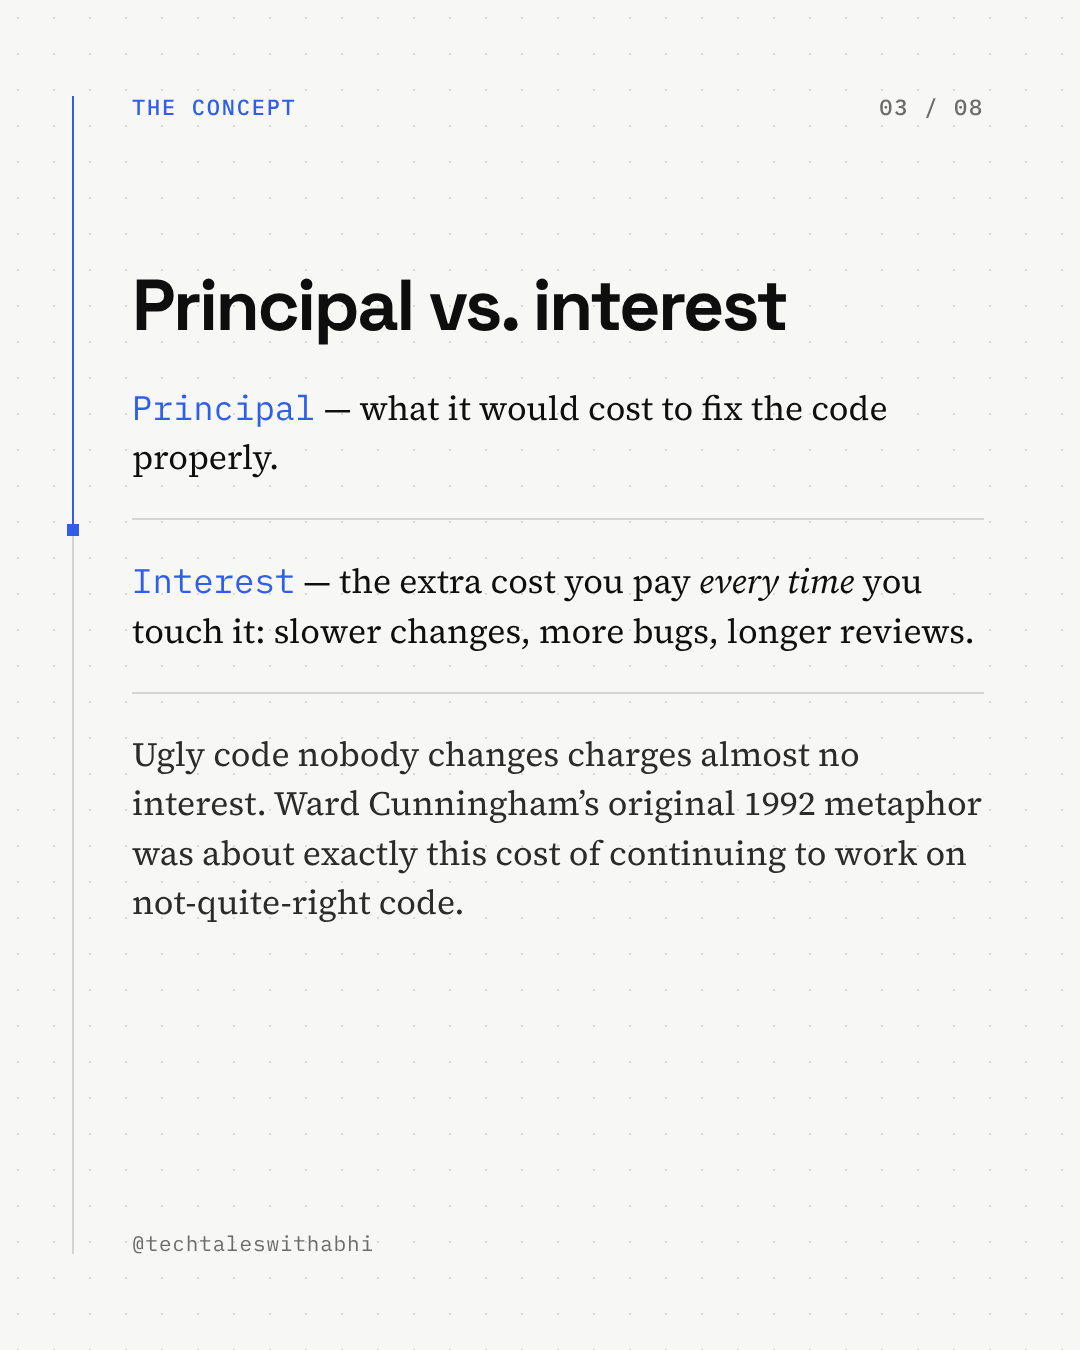 THE CONCEPT
03 / 08
Principal vs. interest
Principal — what it would cost to fix the code
properly.
Interest — the extra cost you pay every time you
touch it: slower changes, more bugs, longer reviews.
Ugly code nobody changes charges almost no
interest. Ward Cunningham’s original 1992 metaphor
was about exactly this cost of continuing to work on
not-quite-right code.
@techtaleswithabhi